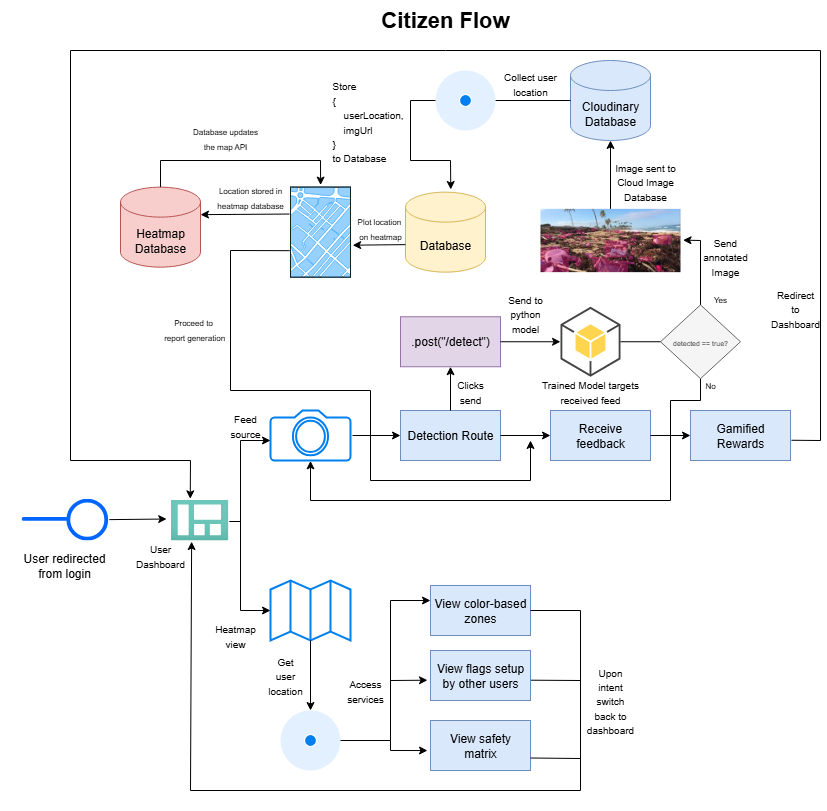 Citizen Flow
Store
{
userLocation,
imgUrl
}
to Database
Collect user
location
Cloudinary
Database
Database updates
the map API
Image sent to
Cloud Image
Database
Location stored in
heatmap database
Heatmap
Database
Plot location
on heatmap
Database
Send
annotated
Image
Yes
Redirect
to
Dashboard
Proceed to
report generation
Send to
python
model
.post("/detect")
detected == true?
Trained Model targets
received feed
No
Clicks
send
Feed
source
Detection Route
Receive
feedback
Gamified
Rewards
User redirected
from login
User
Dashboard
Heatmap
view
Get
user
location
Access
services
View color-based
zones
View flags setup
by other users
View safety
matrix
Upon
intent
switch
back to
dashboard